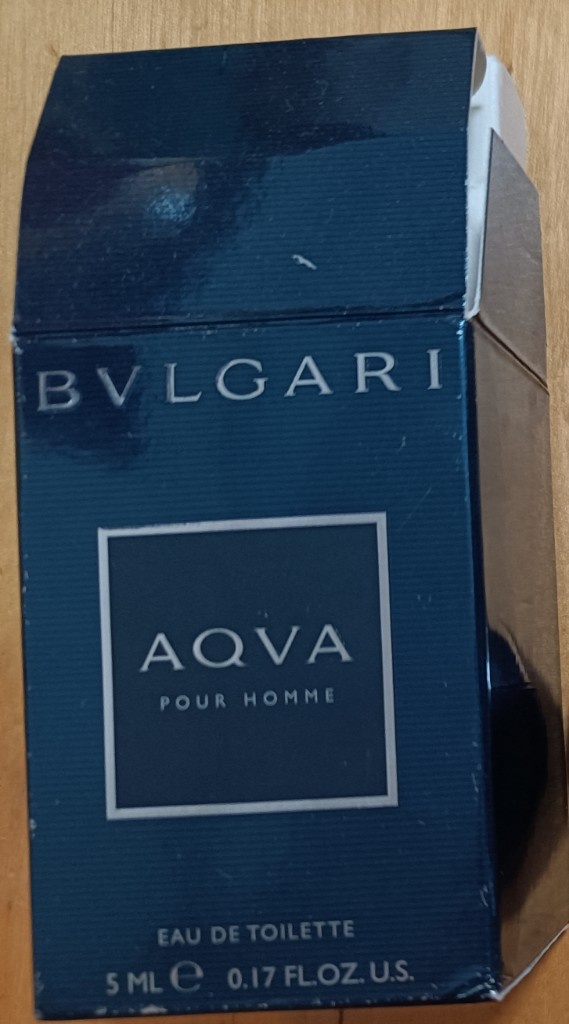 BVLGARI
AQVA
POUR HOMME
EAU DE TOILETTE
5 ML ℮ 0.17 FL.OZ. U.S.